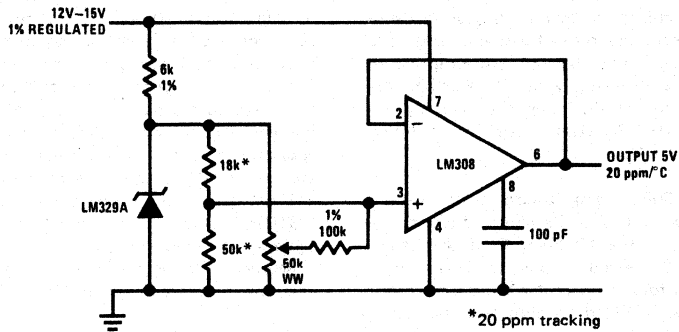 12V–15V
1% REGULATED
6k
1%
7
2
–
LM308
6
OUTPUT 5V
20 ppm/°C
18k*
LM329A
3
+
8
1%
100k
4
100 pF
50k*
50k
WW
*20 ppm tracking